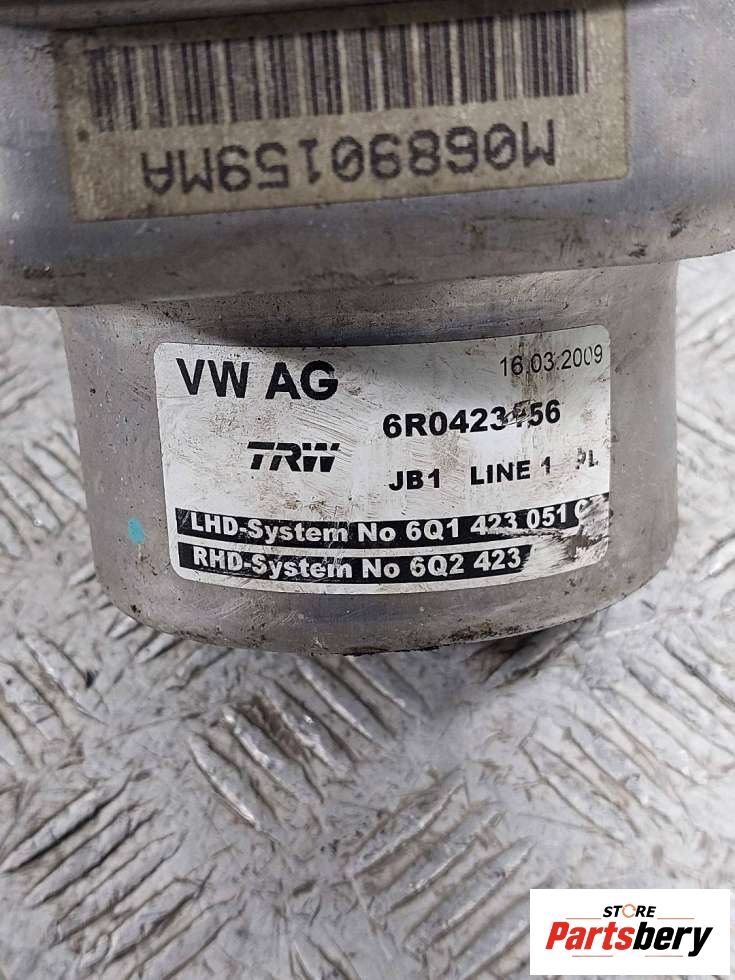 M06890159MA
VW AG 16.03.2009
TRW
JB1 LINE 1
LHD-System No 6Q1 423 051
RHD-System No 6Q2 423
STORE
Partsbery